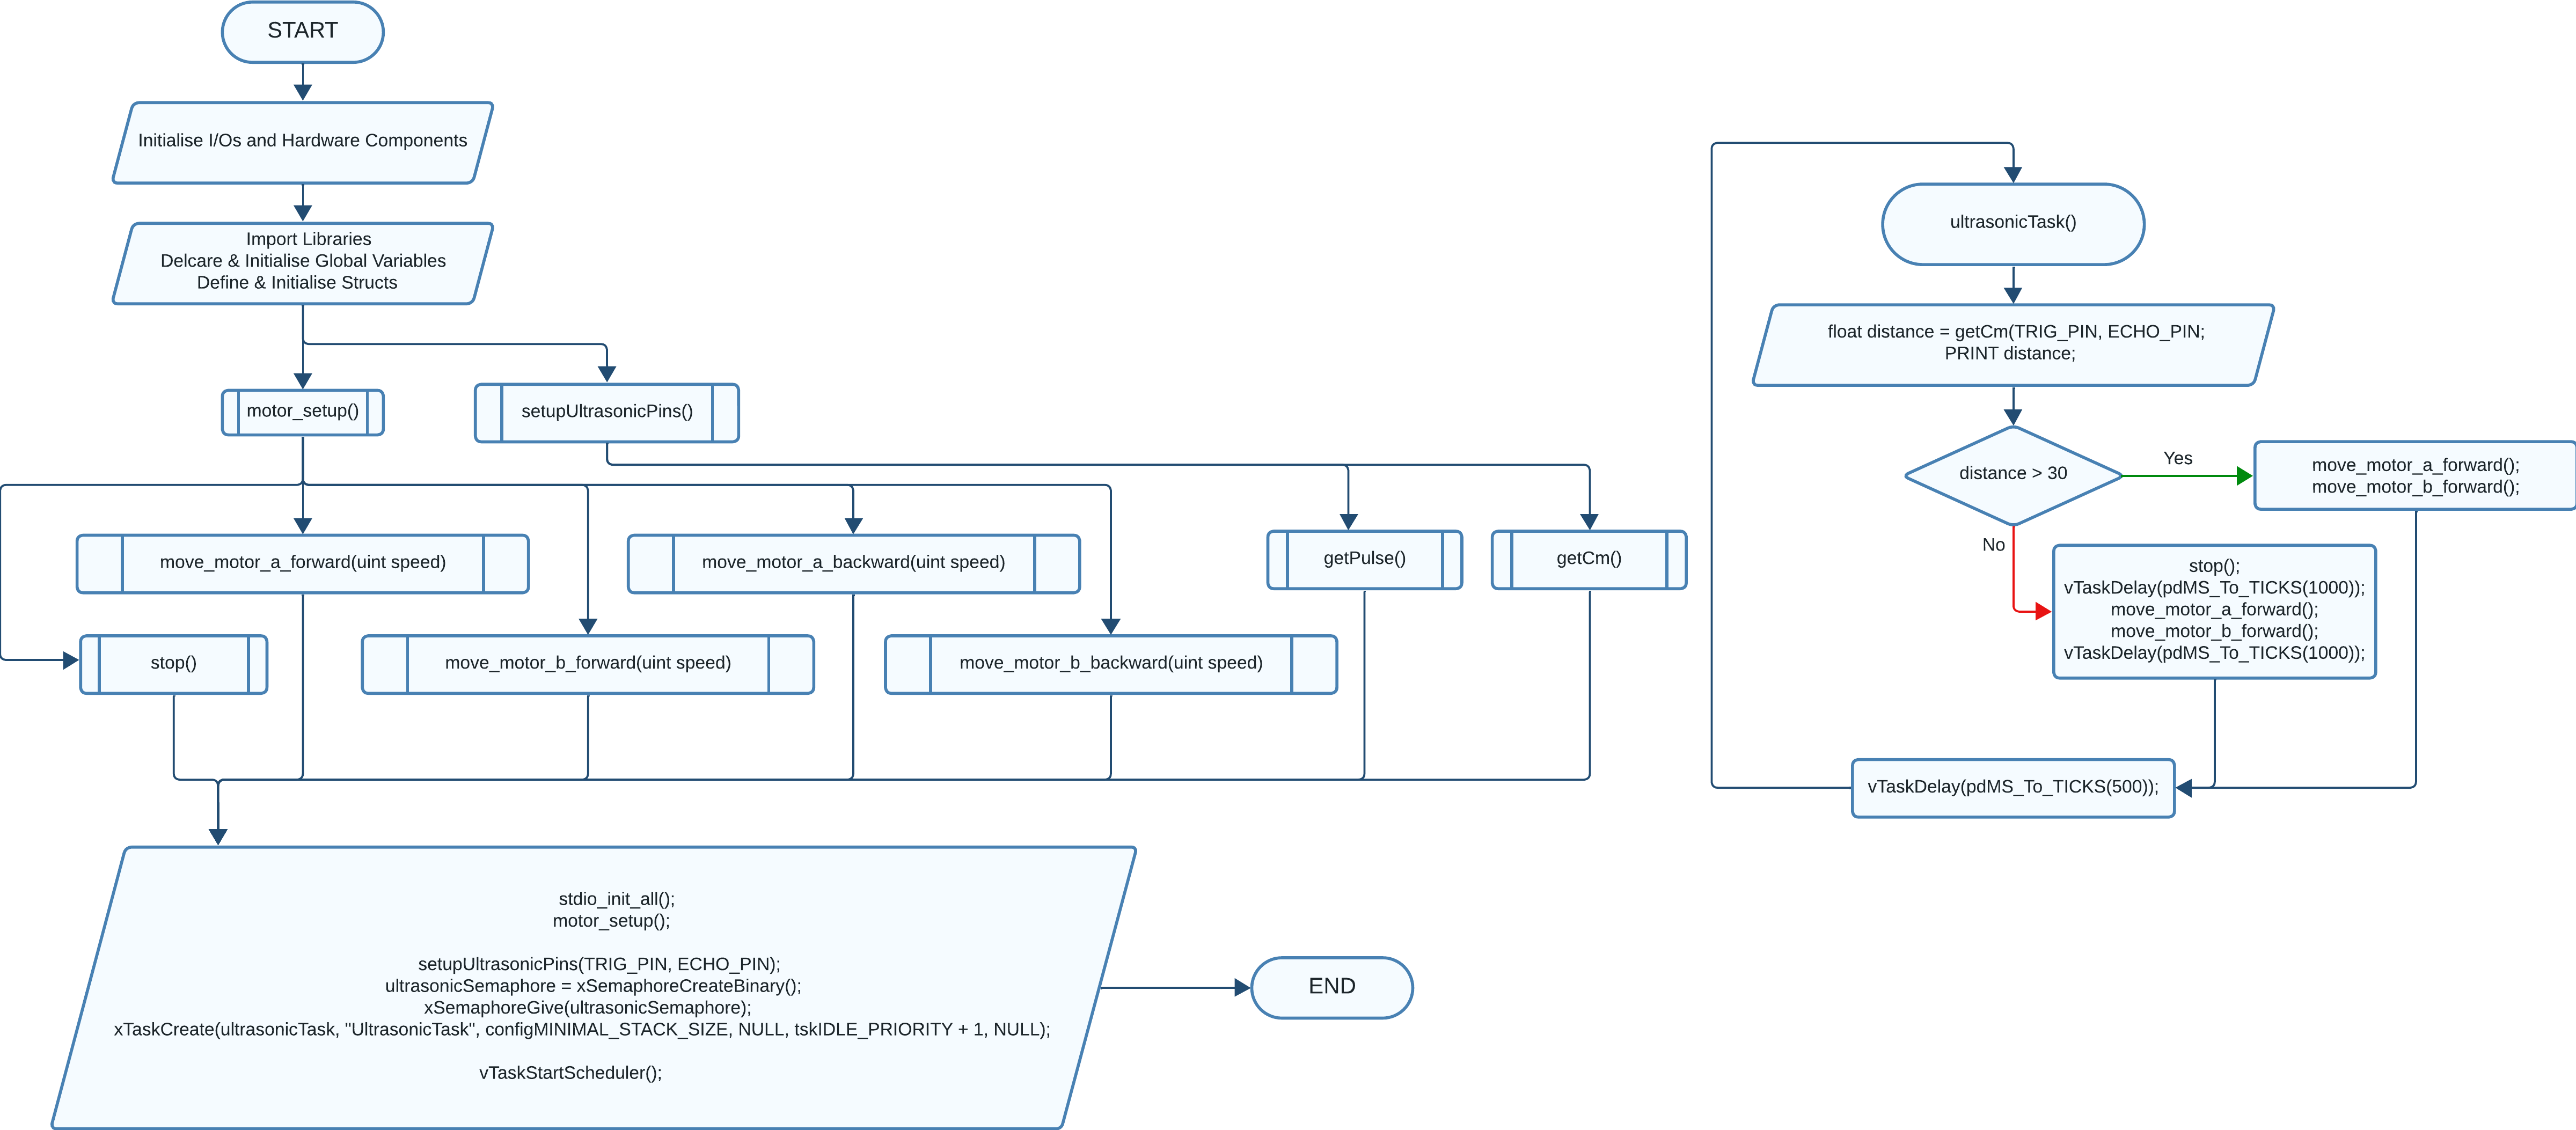 START
Initialise I/Os and Hardware Components
Import Libraries
Delcare & Initialise Global Variables
Define & Initialise Structs
motor_setup()
setupUltrasonicPins()
move_motor_a_forward(uint speed)
move_motor_a_backward(uint speed)
getPulse()
getCm()
stop()
move_motor_b_forward(uint speed)
move_motor_b_backward(uint speed)
stdio_init_all();
motor_setup();
setupUltrasonicPins(TRIG_PIN, ECHO_PIN);
ultrasonicSemaphore = xSemaphoreCreateBinary();
xSemaphoreGive(ultrasonicSemaphore);
xTaskCreate(ultrasonicTask, "UltrasonicTask", configMINIMAL_STACK_SIZE, NULL, tskIDLE_PRIORITY + 1, NULL);
vTaskStartScheduler();
END
ultrasonicTask()
float distance = getCm(TRIG_PIN, ECHO_PIN;
PRINT distance;
distance > 30
Yes
move_motor_a_forward();
move_motor_b_forward();
No
stop();
vTaskDelay(pdMS_To_TICKS(1000));
move_motor_a_forward();
move_motor_b_forward();
vTaskDelay(pdMS_To_TICKS(1000));
vTaskDelay(pdMS_To_TICKS(500));